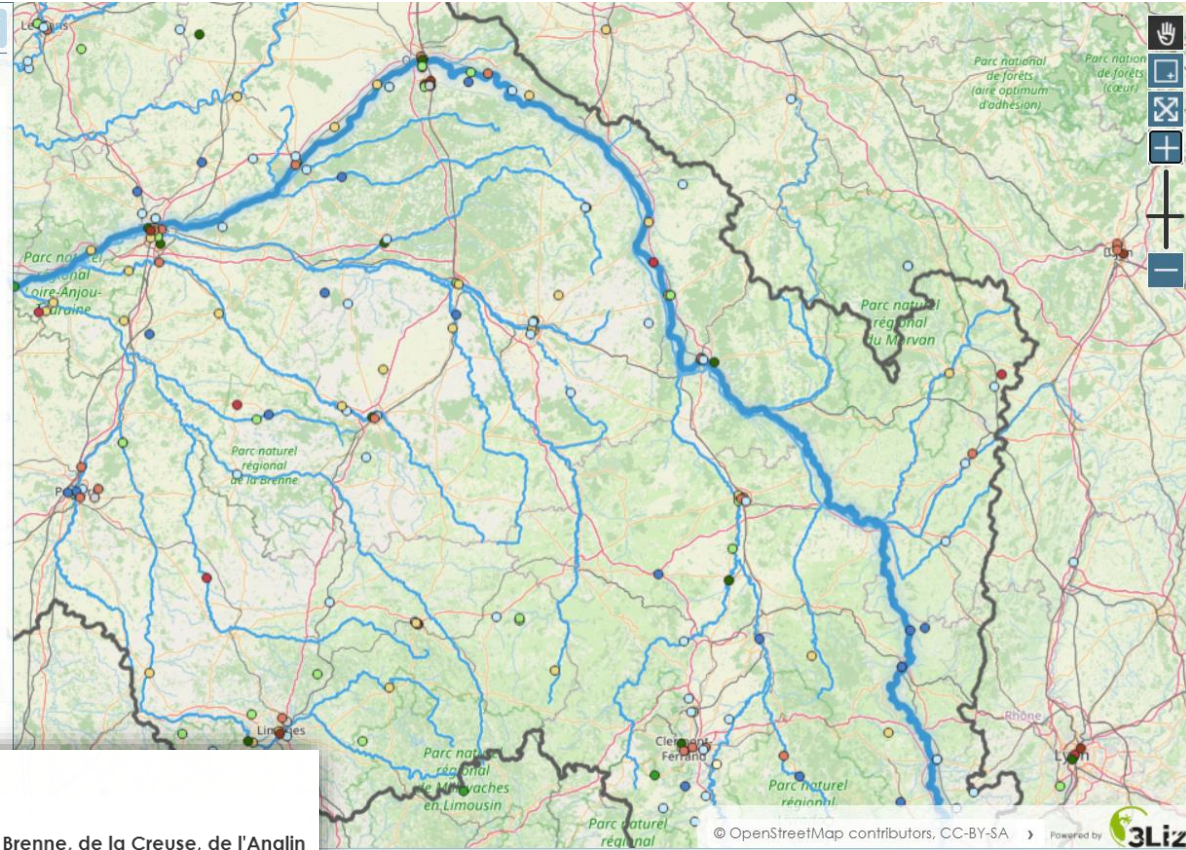 Parc national
de forêts
(aire optimum
d'adhésion)
Parc nation
de forêts
(cœur)
Parc naturel
régional
Loire-Anjou-
Touraine
Parc naturel
régional
du Morvan
Dijon
Parc naturel
régional
de la Brenne
Limoges
Clermont-
Ferrand
Rhône
Lyon
Parc naturel
régional
de Millevaches
en Limousin
Parc naturel
régional
Parc naturel
régional
Brenne, de la Creuse, de l'Anglin
© OpenStreetMap contributors, CC-BY-SA
Powered by
3Liz